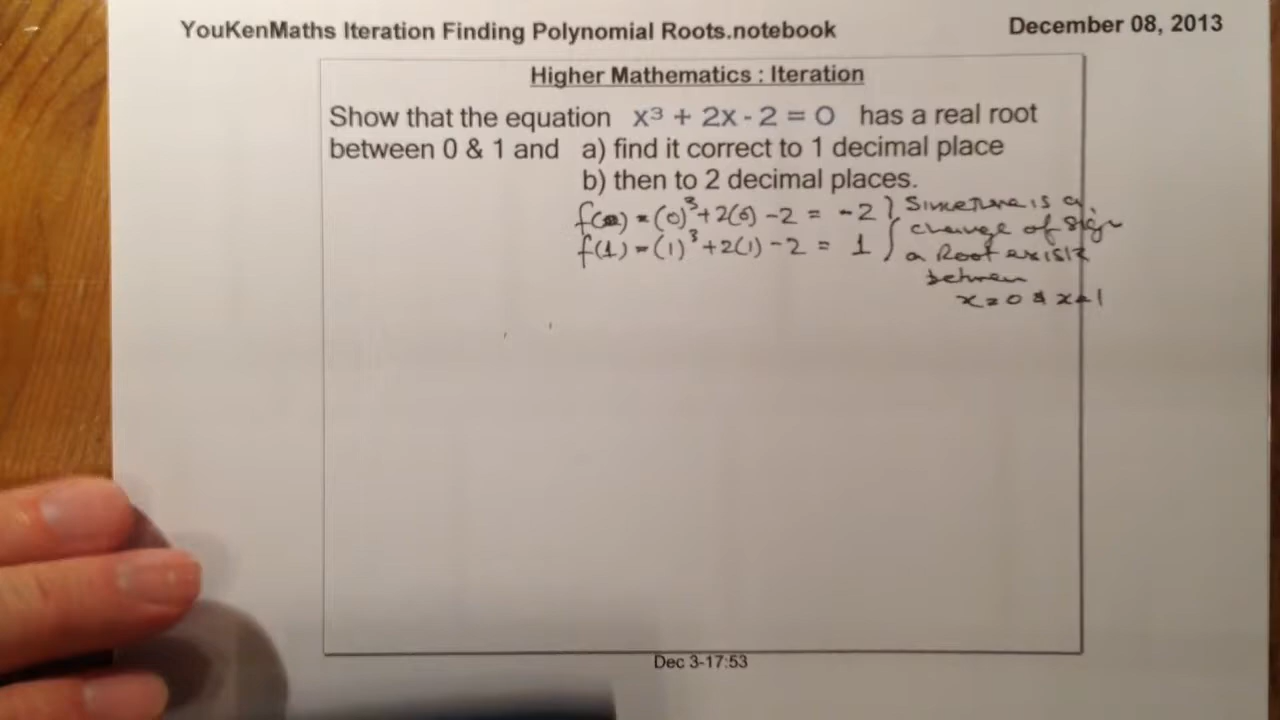 YouKenMaths Iteration Finding Polynomial Roots.notebook
December 08, 2013
Higher Mathematics : Iteration
Show that the equation x³ + 2x - 2 = 0 has a real root
between 0 & 1 and a) find it correct to 1 decimal place
b) then to 2 decimal places.
f(0) = (0)³ + 2(0) - 2 = -2 } Since there is a
f(1) = (1)³ + 2(1) - 2 = 1 } change of sign
a Root exists
between
x = 0 & x = 1
Dec 3-17:53